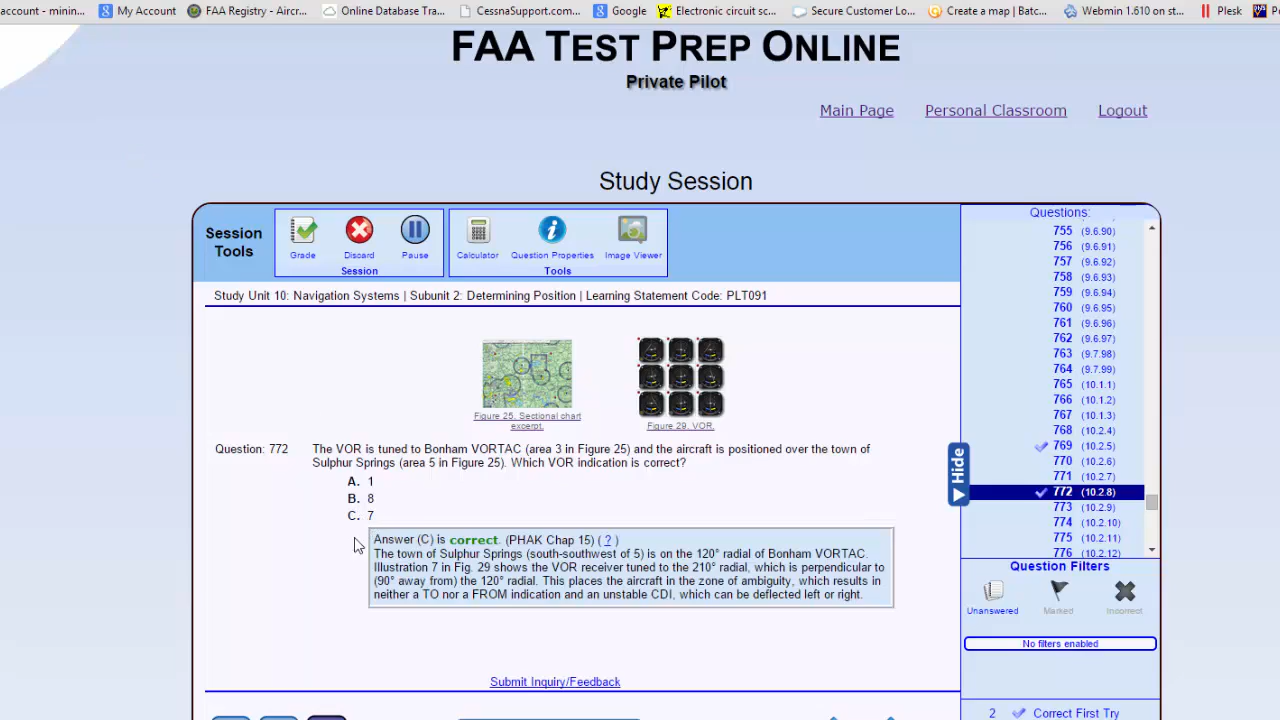 account - minin...
My Account
FAA Registry - Aircr...
Online Database Tra...
CessnaSupport.com...
Google
Electronic circuit sc...
Secure Customer Lo...
Create a map | Batc...
Webmin 1.610 on st...
Plesk
FAA TEST PREP ONLINE
Private Pilot
Main Page
Personal Classroom
Logout
Study Session
Session Tools
Grade
Discard
Pause
Session
Calculator
Question Properties
Image Viewer
Tools
Study Unit 10: Navigation Systems | Subunit 2: Determining Position | Learning Statement Code: PLT091
Figure 25. Sectional chart
excerpt.
Figure 29. VOR.
Question: 772
The VOR is tuned to Bonham VORTAC (area 3 in Figure 25) and the aircraft is positioned over the town of
Sulphur Springs (area 5 in Figure 25). Which VOR indication is correct?
A. 1
B. 8
C. 7
Answer (C) is correct. (PHAK Chap 15) ( ? )
The town of Sulphur Springs (south-southwest of 5) is on the 120° radial of Bonham VORTAC.
Illustration 7 in Fig. 29 shows the VOR receiver tuned to the 210° radial, which is perpendicular to
(90° away from) the 120° radial. This places the aircraft in the zone of ambiguity, which results in
neither a TO nor a FROM indication and an unstable CDI, which can be deflected left or right.
Submit Inquiry/Feedback
Hide
Questions:
755 (9.6.90)
756 (9.6.91)
757 (9.6.92)
758 (9.6.93)
759 (9.6.94)
760 (9.6.95)
761 (9.6.96)
762 (9.6.97)
763 (9.7.98)
764 (9.7.99)
765 (10.1.1)
766 (10.1.2)
767 (10.1.3)
768 (10.2.4)
769 (10.2.5)
770 (10.2.6)
771 (10.2.7)
772 (10.2.8)
773 (10.2.9)
774 (10.2.10)
775 (10.2.11)
776 (10.2.12)
Question Filters
Unanswered
Marked
Incorrect
No filters enabled
2 Correct First Try